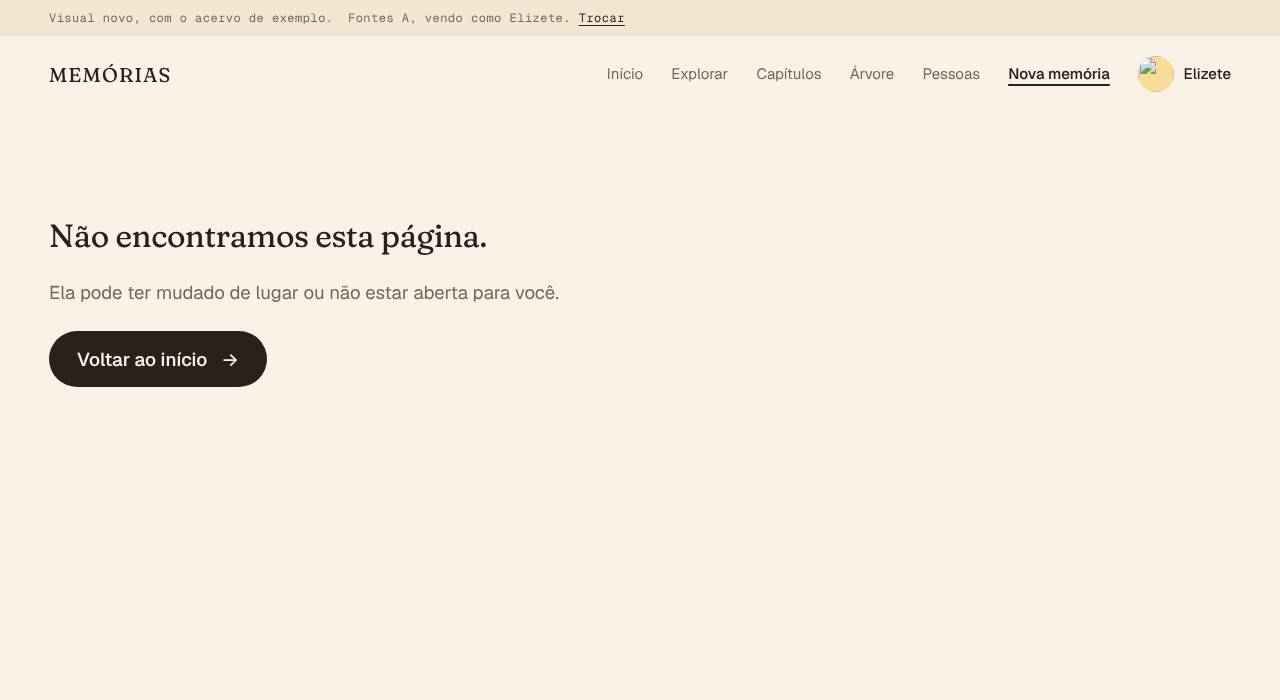 Visual novo, com o acervo de exemplo. Fontes A, vendo como Elizete. Trocar
MEMÓRIAS
Início Explorar Capítulos Árvore Pessoas Nova memória Elizete
Não encontramos esta página.
Ela pode ter mudado de lugar ou não estar aberta para você.
Voltar ao início →